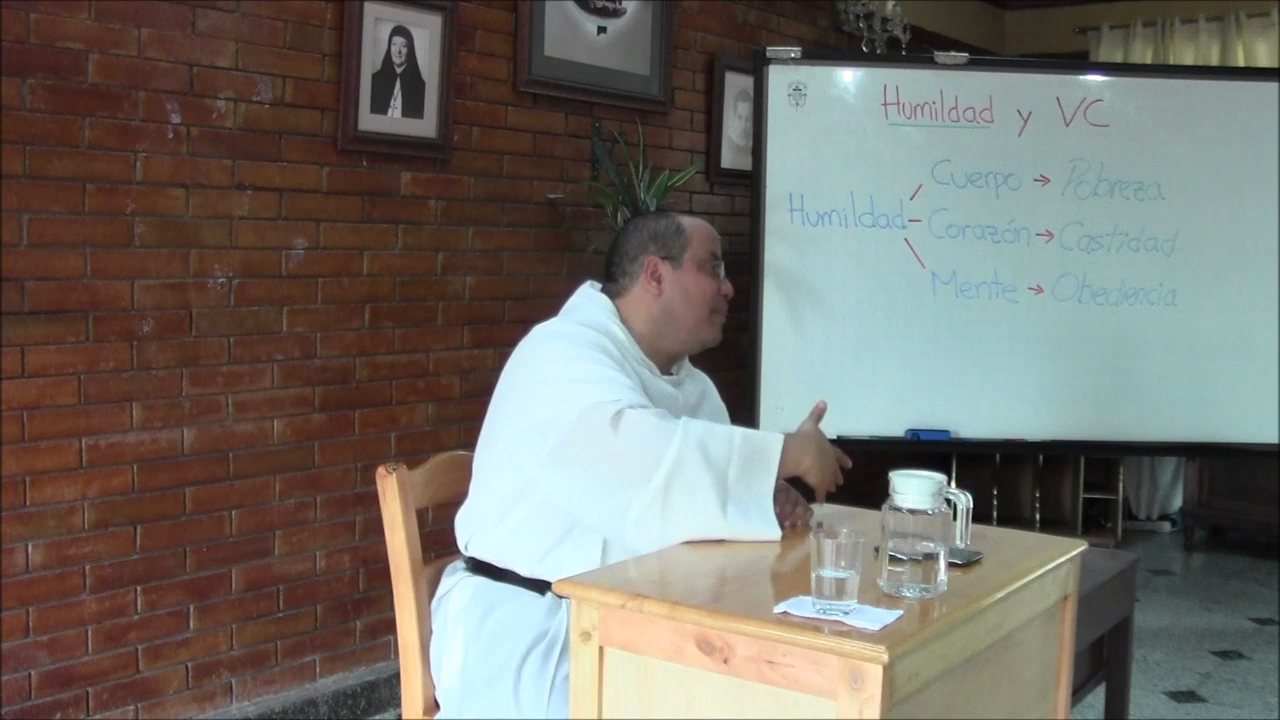 Humildad y VC
Cuerpo → Pobreza
Humildad – Corazón → Castidad
Mente → Obediencia